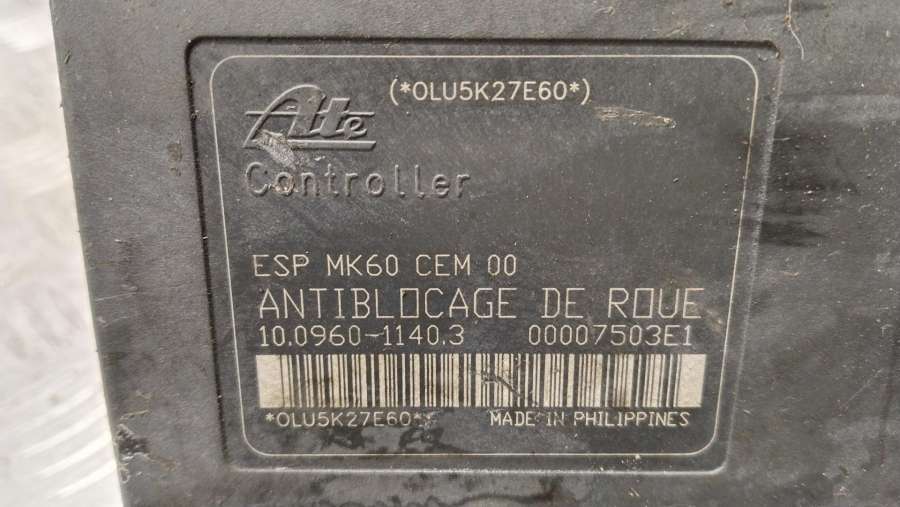 (*OLU5K27E60*)
Ate
Controller
ESP MK60 CEM 00
ANTIBLOCAGE DE ROUE
10.0960-1140.3 00007503E1
*OLU5K27E60*
MADE IN PHILIPPINES